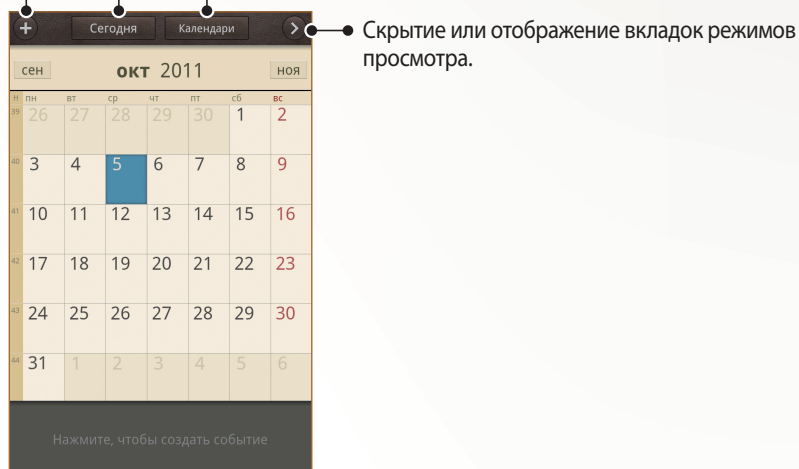 + Сегодня Календари >
Скрытие или отображение вкладок режимов
просмотра.
сен окт 2011 ноя
н пн вт ср чт пт сб вс
39 26 27 28 29 30 1 2
40 3 4 5 6 7 8 9
41 10 11 12 13 14 15 16
42 17 18 19 20 21 22 23
43 24 25 26 27 28 29 30
44 31 1 2 3 4 5 6
Нажмите, чтобы создать событие